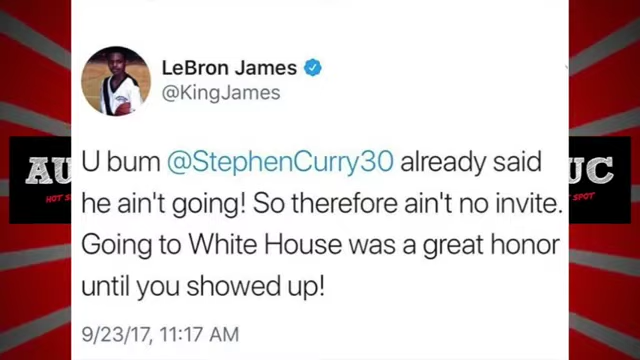 LeBron James
@KingJames
U bum @StephenCurry30 already said
he ain't going! So therefore ain't no invite.
Going to White House was a great honor
until you showed up!
9/23/17, 11:17 AM
AU
HOT S
UC
SPOT